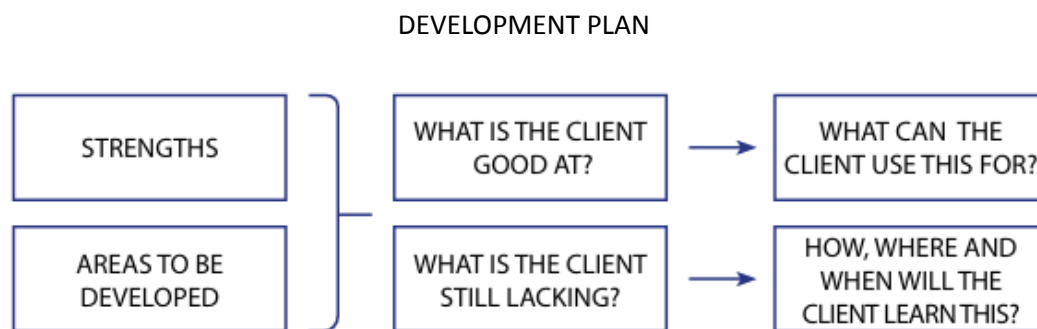 DEVELOPMENT PLAN
STRENGTHS
WHAT IS THE CLIENT
GOOD AT?
WHAT CAN THE
CLIENT USE THIS FOR?
AREAS TO BE
DEVELOPED
WHAT IS THE CLIENT
STILL LACKING?
HOW, WHERE AND
WHEN WILL THE
CLIENT LEARN THIS?